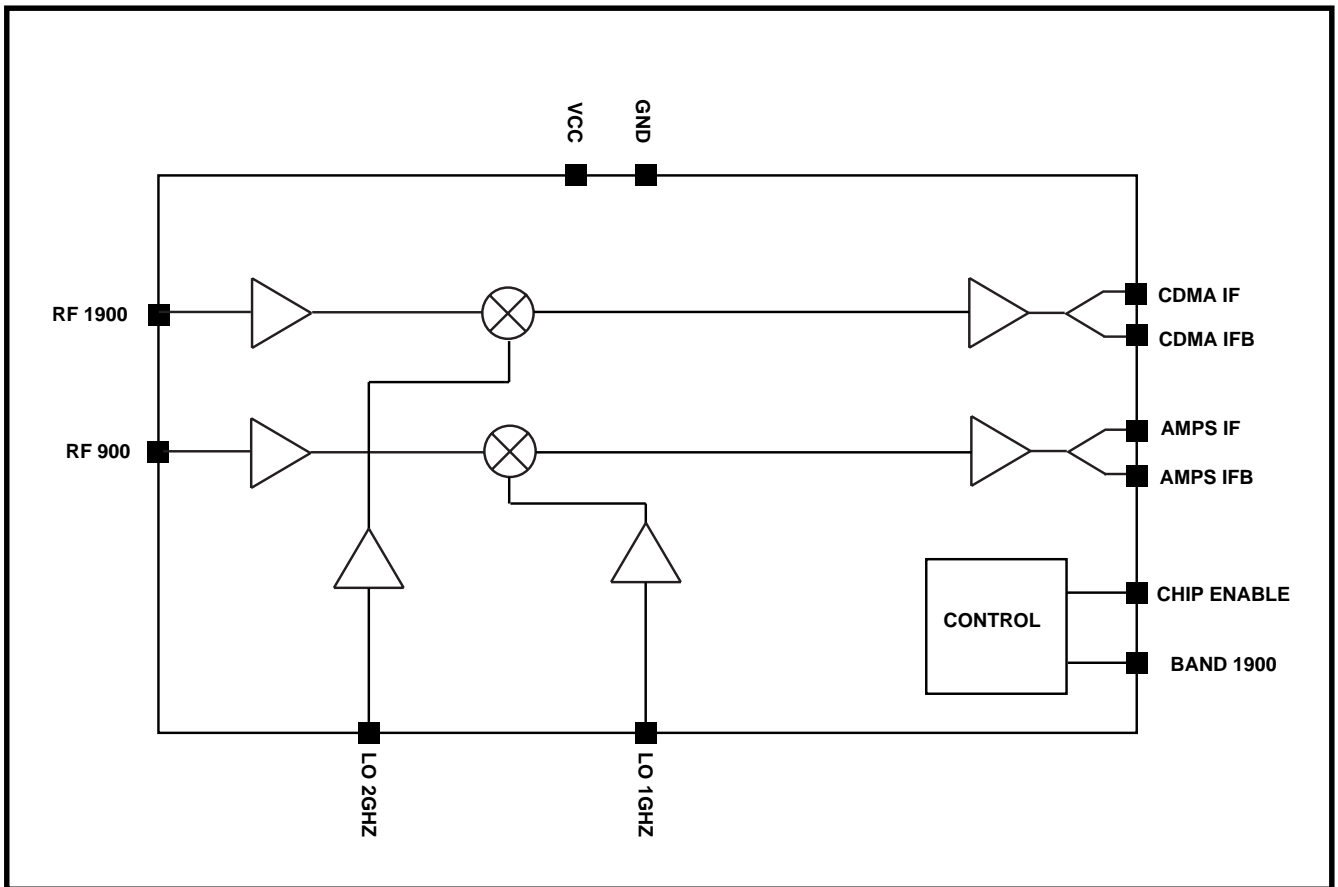 VCC
GND
RF 1900
CDMA IF
CDMA IFB
RF 900
AMPS IF
AMPS IFB
CHIP ENABLE
CONTROL
BAND 1900
LO 2GHZ
LO 1GHZ